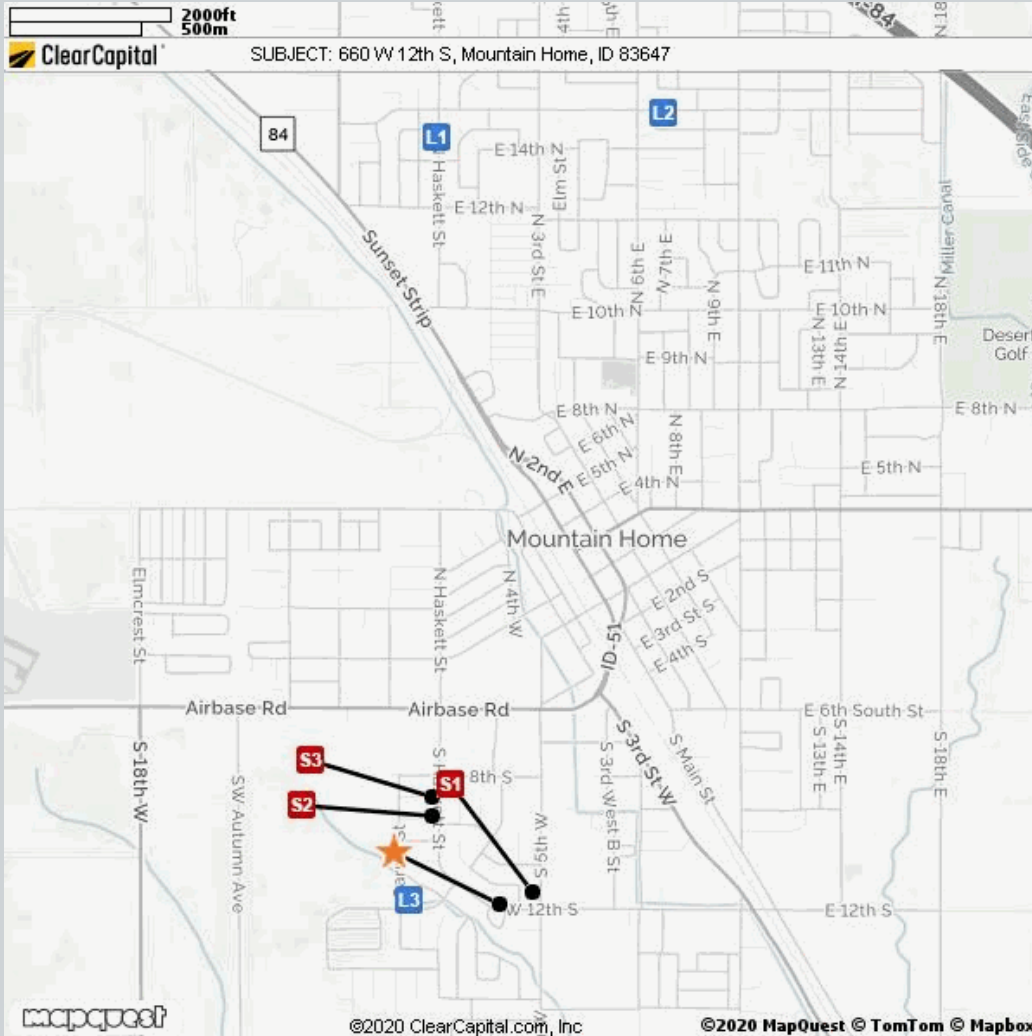 2000ft
500m
ClearCapital
SUBJECT: 660 W 12th S, Mountain Home, ID 83647
84
84
L1
L2
E 14th N
Elm St
N Haskett St
E 12th N
N 3rd St E
Miller Canal
Sunset Strip
N 6th E
W 7th E
N 9th E
E 11th N
E 10th N
E 10th N
N 13th E
N 14th E
N 18th E
Desert
Golf
E 9th N
E 8th N
E 8th N
E 6th N
N 8th E
N 2nd E
E 5th N
E 5th N
E 4th N
Mountain Home
Elmcrest St
N Haskett St
N 4th W
E 2nd S
E 3rd St S
E 4th S
ID-51
Airbase Rd
Airbase Rd
E 6th South St
S 18th W
S3
S1
8th S
S2
SW Autumn Ave
S 5th W
S 3rd West B St
S 3rd St W
S Main St
S 13th E
S 14th E
S 18th E
L3
W 12th S
E 12th S
mapquest
©2020 ClearCapital.com, Inc
©2020 MapQuest © TomTom © Mapbox